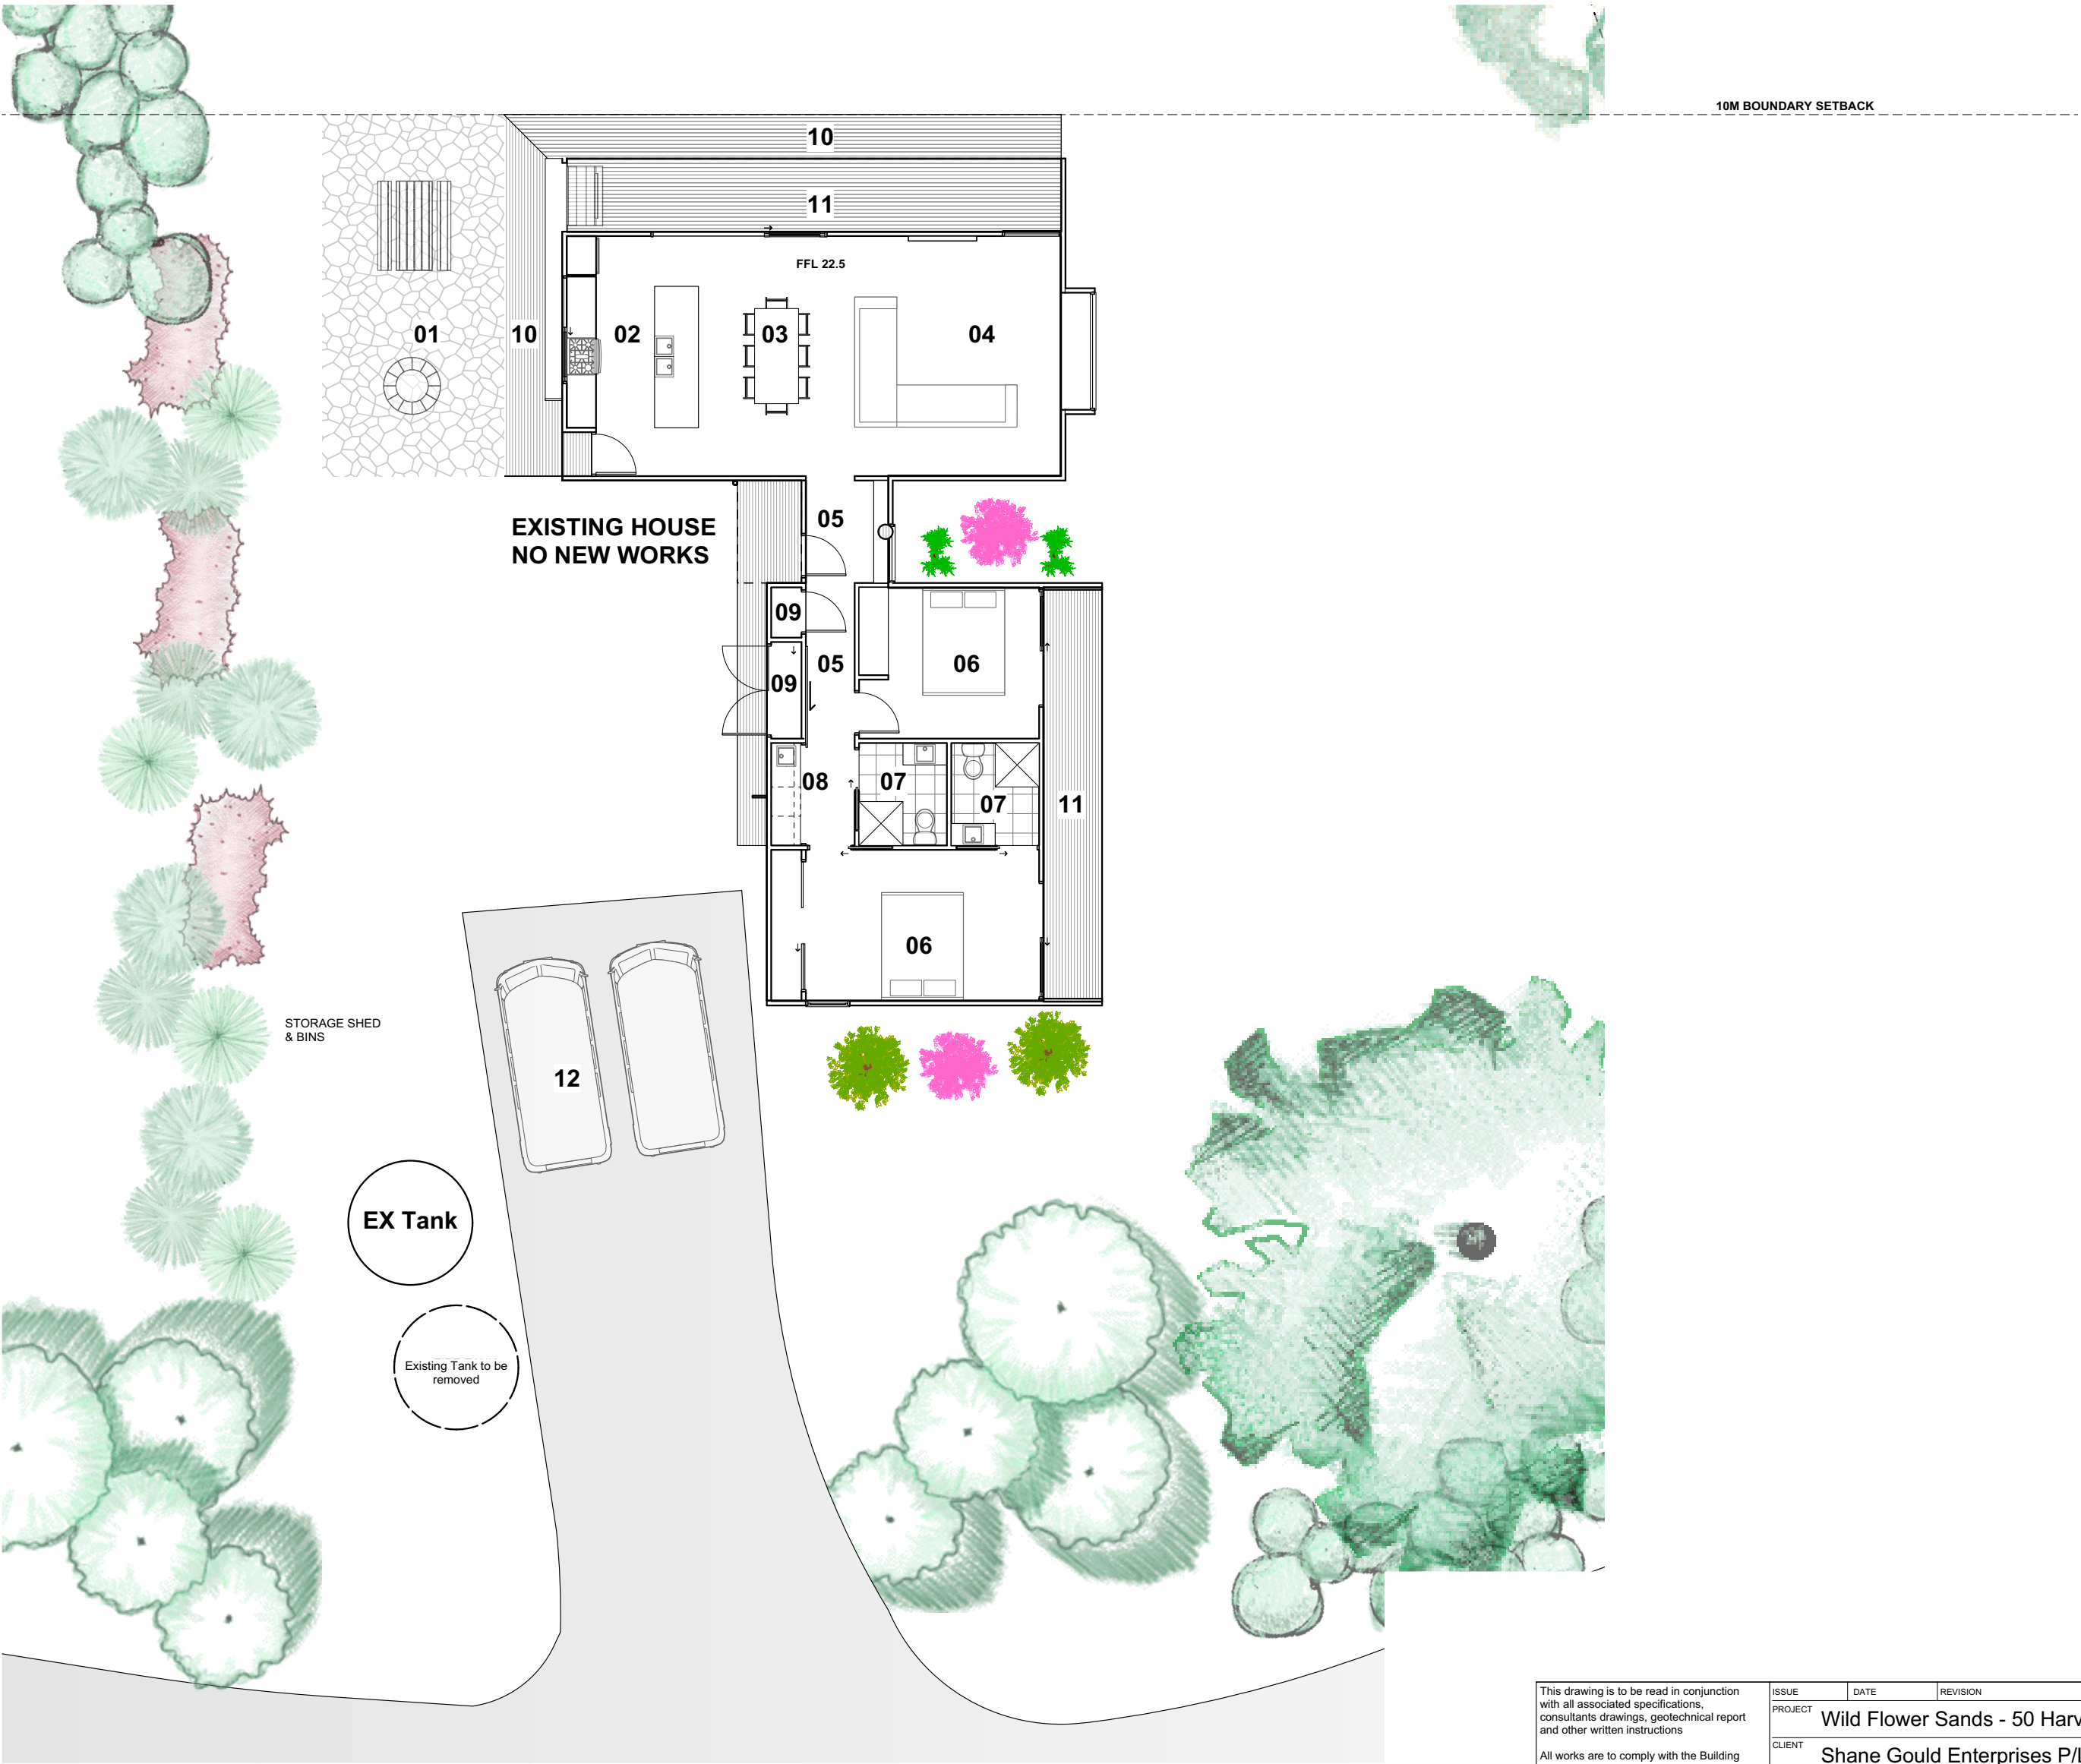 10M BOUNDARY SETBACK
10
11
FFL 22.5
01
10
02
03
04
EXISTING HOUSE
NO NEW WORKS
05
09
05
06
09
08
07
07
11
06
STORAGE SHED
& BINS
12
EX Tank
Existing Tank to be
removed
This drawing is to be read in conjunction
with all associated specifications,
consultants drawings, geotechnical report
and other written instructions
All works are to comply with the Building
ISSUE
DATE
REVISION
PROJECT
Wild Flower Sands - 50 Harv
CLIENT
Shane Gould Enterprises P/L